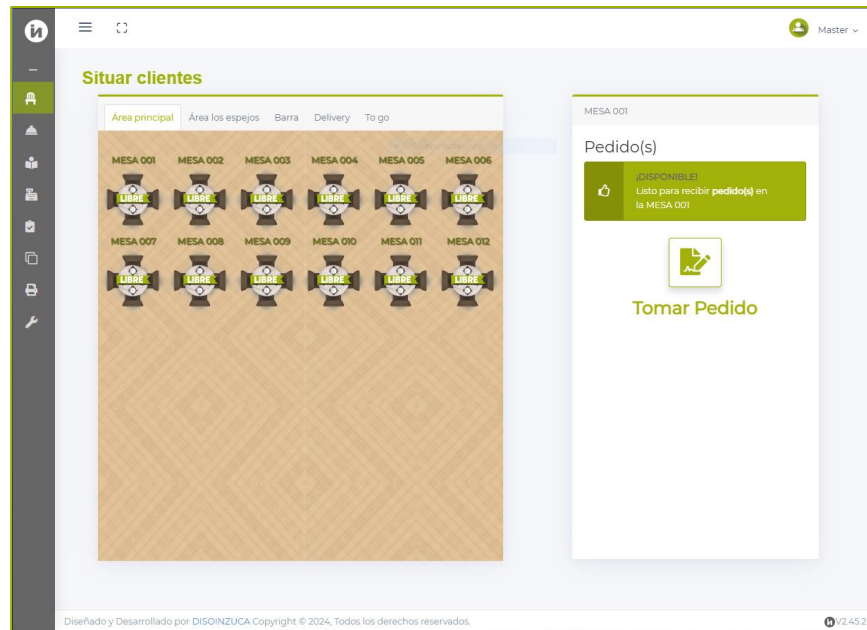 in
Master
Situar clientes
Área principal Área los espejos Barra Delivery To go
MESA 001 MESA 002 MESA 003 MESA 004 MESA 005 MESA 006
LIBRE LIBRE LIBRE LIBRE LIBRE LIBRE
MESA 007 MESA 008 MESA 009 MESA 010 MESA 011 MESA 012
LIBRE LIBRE LIBRE LIBRE LIBRE LIBRE
MESA 001
Pedido(s)
¡DISPONIBLE!
Listo para recibir pedido(s) en
la MESA 001
Tomar Pedido
Diseñado y Desarrollado por DISOINZUCA Copyright © 2024, Todos los derechos reservados.
V2.45.2